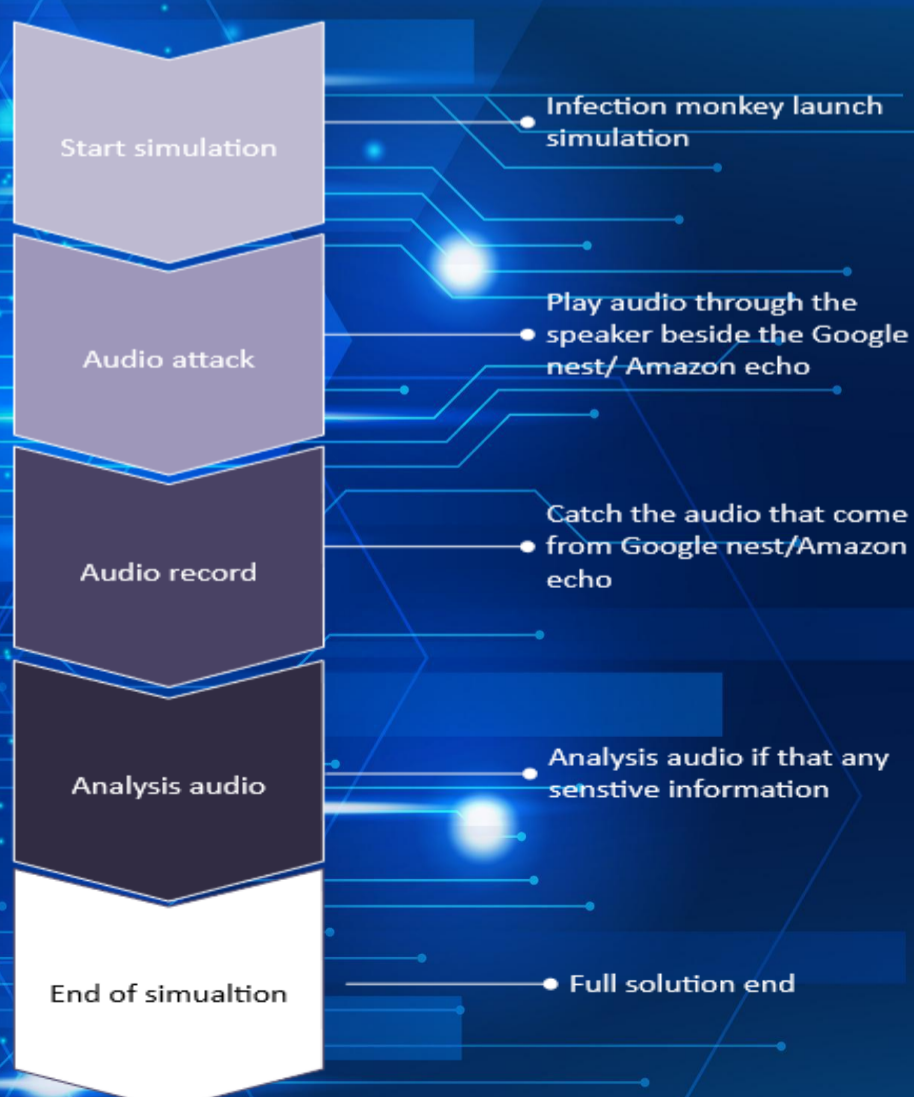 Start simulation
Infection monkey launch
simulation
Audio attack
Play audio through the
speaker beside the Google
nest/ Amazon echo
Audio record
Catch the audio that come
from Google nest/Amazon
echo
Analysis audio
Analysis audio if that any
senstive information
End of simualtion
Full solution end